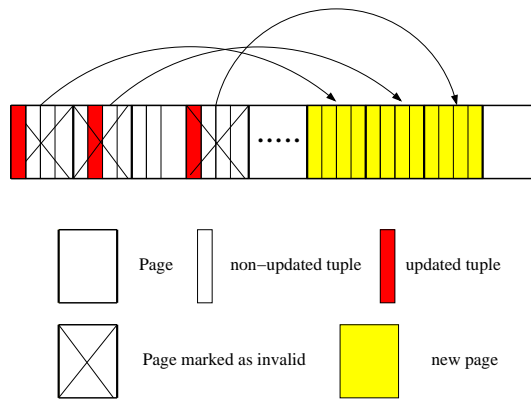 Page
non−updated tuple
updated tuple
Page marked as invalid
new page